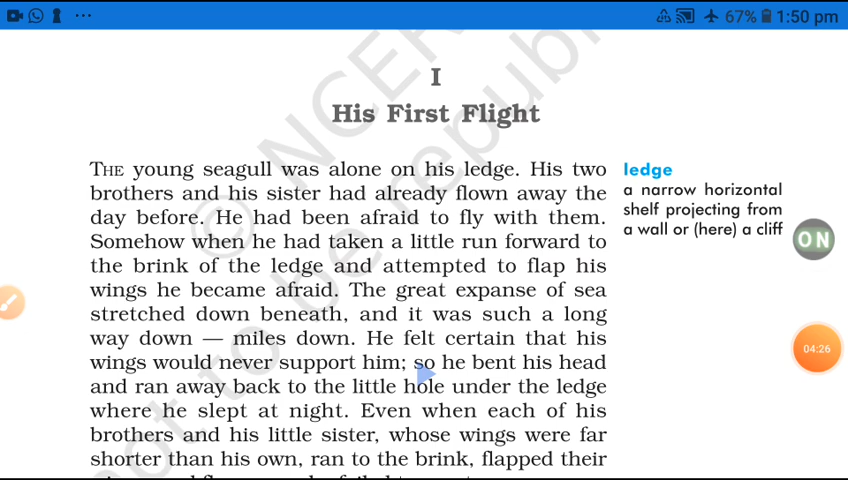 67% 1:50 pm
I
His First Flight
THE young seagull was alone on his ledge. His two
brothers and his sister had already flown away the
day before. He had been afraid to fly with them.
Somehow when he had taken a little run forward to
the brink of the ledge and attempted to flap his
wings he became afraid. The great expanse of sea
stretched down beneath, and it was such a long
way down — miles down. He felt certain that his
wings would never support him; so he bent his head
and ran away back to the little hole under the ledge
where he slept at night. Even when each of his
brothers and his little sister, whose wings were far
shorter than his own, ran to the brink, flapped their
ledge
a narrow horizontal
shelf projecting from
a wall or (here) a cliff
ON
04:26
© NCER
not to be republ